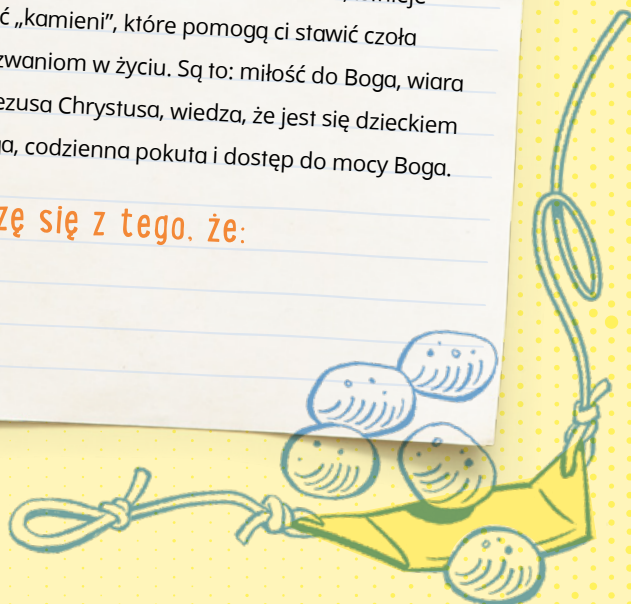 ć „kamieni”, które pomogą ci stawić czoła
zwaniom w życiu. Są to: miłość do Boga, wiara
ezusa Chrystusa, wiedza, że jest się dzieckiem
a, codzienna pokuta i dostęp do mocy Boga.
zę się z tego, że: